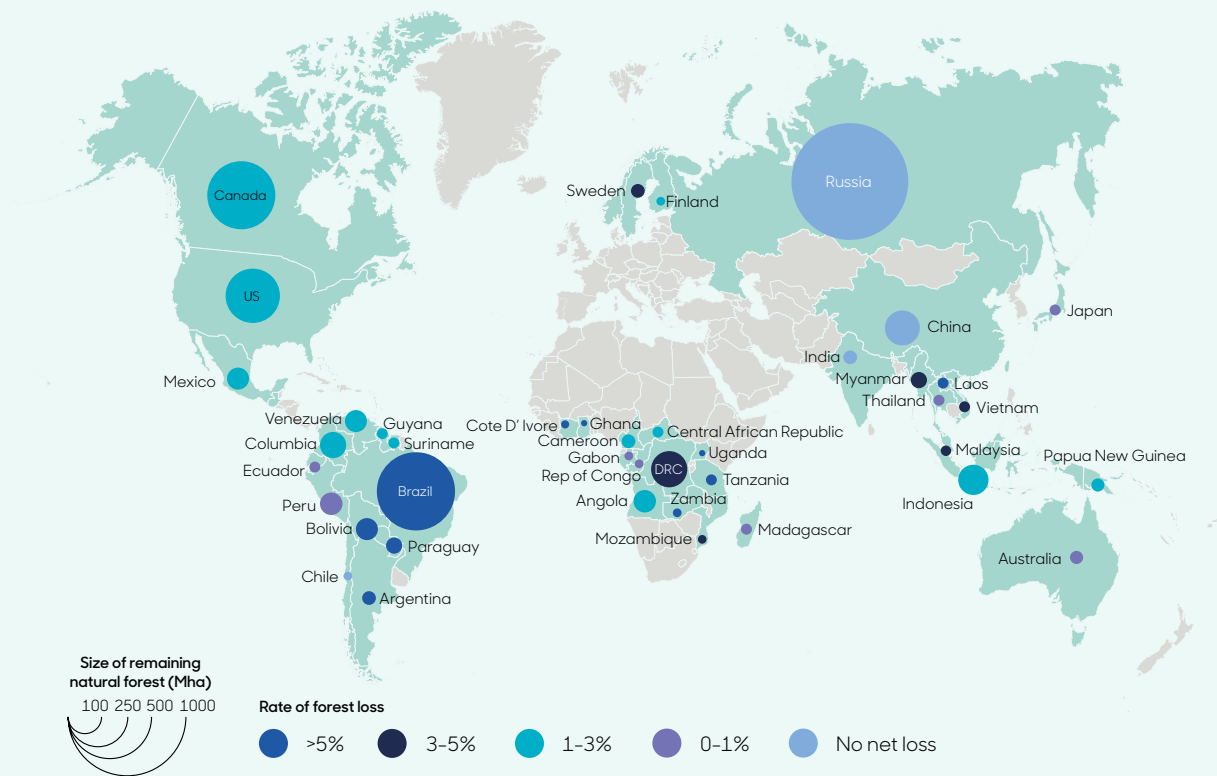 Canada
Russia
Sweden
Finland
US
Japan
China
India
Mexico
Myanmar
Laos
Thailand
Vietnam
Venezuela
Guyana
Cote D' Ivore
Ghana
Central African Republic
Columbia
Suriname
Cameroon
Malaysia
Uganda
Papua New Guinea
Gabon
Ecuador
DRC
Rep of Congo
Tanzania
Brazil
Angola
Zambia
Indonesia
Peru
Bolivia
Madagascar
Mozambique
Paraguay
Australia
Chile
Argentina
Size of remaining
natural forest (Mha)
100 250 500 1000
Rate of forest loss
>5% 3-5% 1-3% 0-1% No net loss